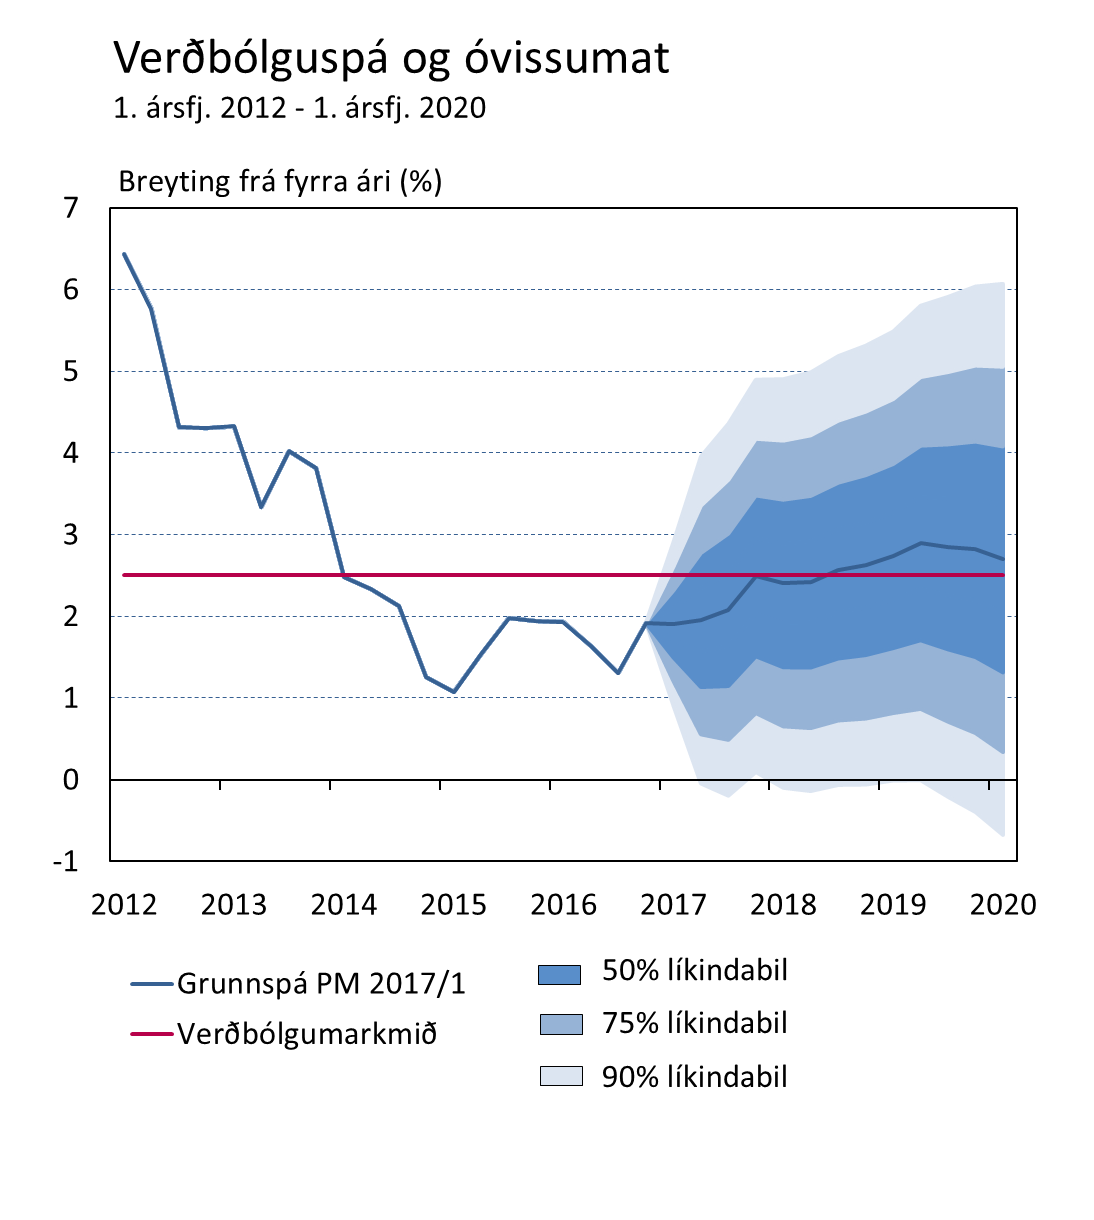 Verðbólguspá og óvissumat
1. ársfj. 2012 - 1. ársfj. 2020
Breyting frá fyrra ári (%)
7
6
5
4
3
2
1
0
-1
2012 2013 2014 2015 2016 2017 2018 2019 2020
Grunnspá PM 2017/1
Verðbólgumarkmið
50% líkindabil
75% líkindabil
90% líkindabil